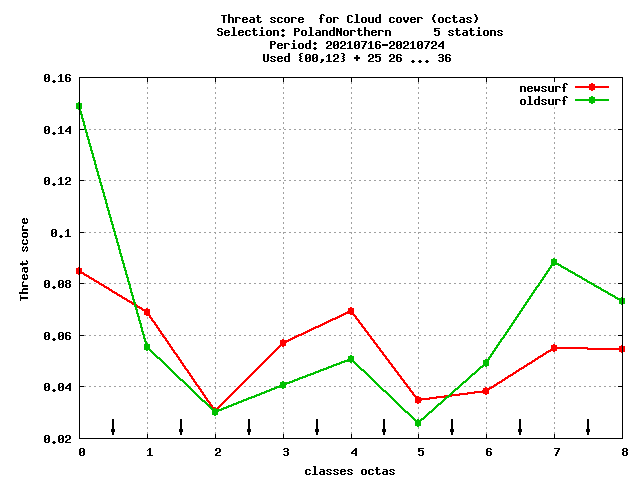 Threat score  for Cloud cover (octas)
Selection: PolandNorthern      5 stations
Period: 20210716-20210724
Used {00,12} + 25 26 ... 36
newsurf
oldsurf
0.16
0.14
0.12
0.1
0.08
0.06
0.04
0.02
Threat score
0 1 2 3 4 5 6 7 8
classes octas